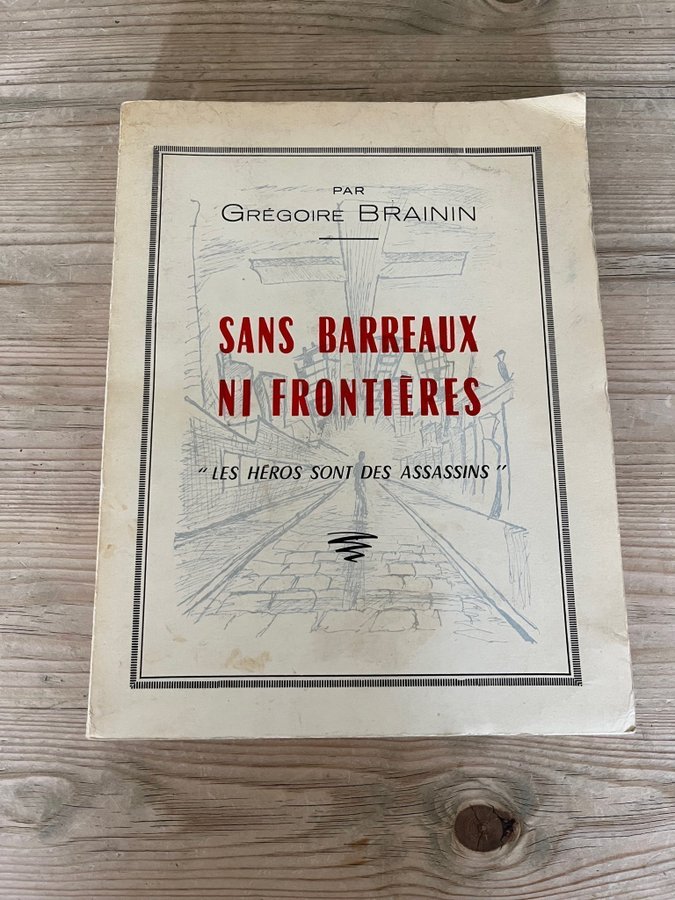 PAR
GRÉGOIRE BRAININ
SANS BARREAUX
NI FRONTIÈRES
"LES HÉROS SONT DES ASSASSINS"